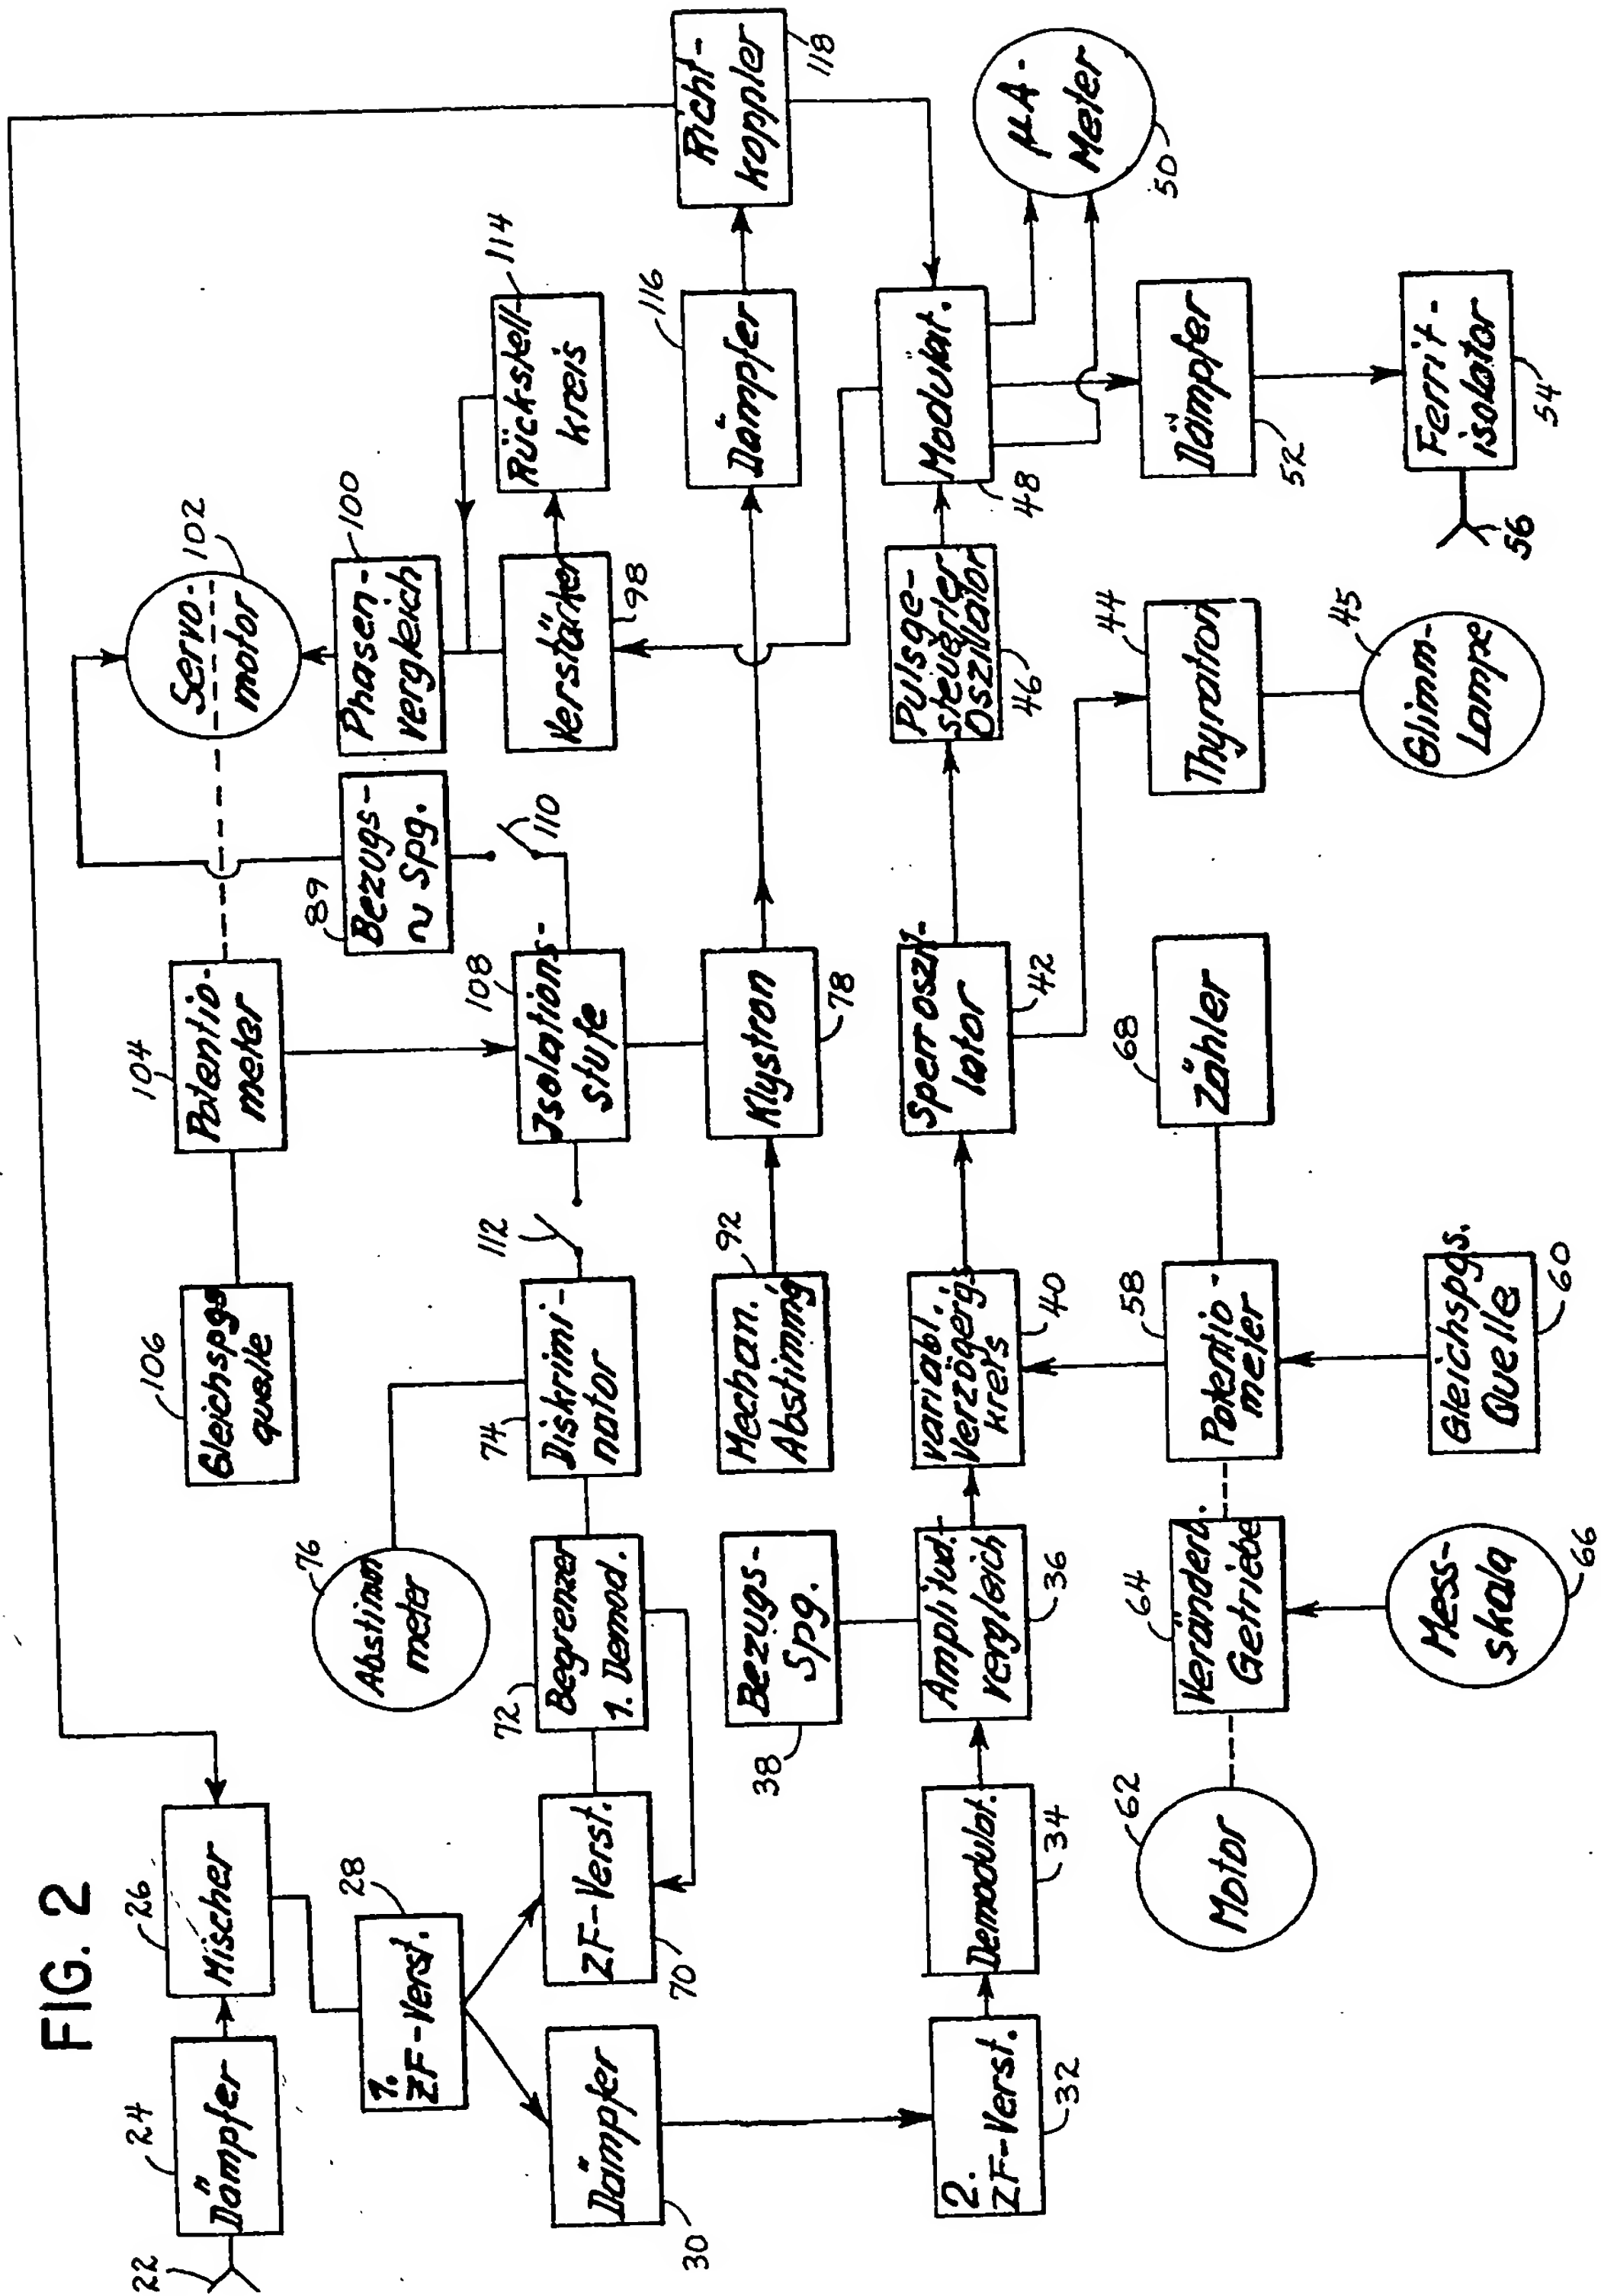 FIG. 2
22
24
Dämpfer
26
Mischer
28
1.
ZF-Verst.
30
Dämpfer
70
ZF-Verst.
72
Begrenzer
1. Demod.
74
Diskrimi-
nator
76
Abstimm
meter
112
106
Gleichspgs
quelle
104
Potentio-
meter
108
Isolations-
stufe
110
89
Bezugs-
~ Spg.
102
Servo-
motor
100
Phasen-
vergleich
98
Verstärker
114
Rückstell-
kreis
92
Mechan.
Abstimmg
78
Klystron
116
Dämpfer
118
Richt-
koppler
32
2.
ZF-Verst.
34
Demodulat.
36
Amplitud.
vergleich
38
Bezugs-
Spg.
40
variabl.
Verzögergs
kreis
42
Sperroszil-
lator
46
Pulsge-
steuerter
Oszillator
48
Modulat.
50
µA-
Meter
52
Dämpfer
54
Ferrit-
isolator
56
44
Thyratron
45
Glimm-
Lampe
62
Motor
64
Veränderl.
Getriebe
66
Mess-
skala
58
Potentio-
meter
60
Gleichspgs.
Quelle
68
Zähler